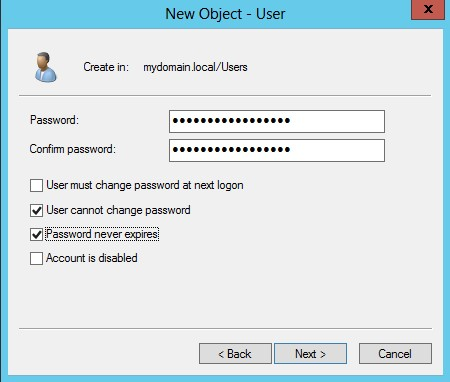 New Object - User
x
Create in: mydomain.local/Users
Password: •••••••••••••••••
Confirm password: •••••••••••••••••
User must change password at next logon
User cannot change password
Password never expires
Account is disabled
< Back Next > Cancel